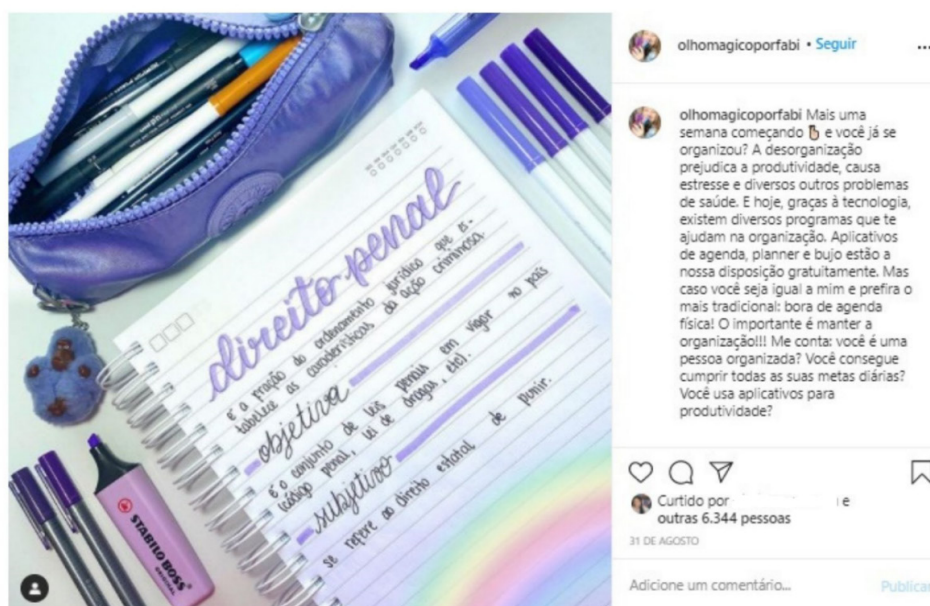 direito penal
é a fração do ordenamento jurídico que es-
tabelece as características da ação criminosa.
objetiva
é o conjunto de leis penais em vigor no país
(código penal, lei de drogas, etc).
subjetivo
se refere ao direito estatal de punir.
STABILO BOSS
ORIGINAL
olhomagicoporfabi • Seguir
olhomagicoporfabi Mais uma
semana começando 👆🏻 e você já se
organizou? A desorganização
prejudica a produtividade, causa
estresse e diversos outros problemas
de saúde. E hoje, graças à tecnologia,
existem diversos programas que te
ajudam na organização. Aplicativos
de agenda, planner e bujo estão a
nossa disposição gratuitamente. Mas
caso você seja igual a mim e prefira o
mais tradicional: bora de agenda
física! O importante é manter a
organização!!! Me conta: você é uma
pessoa organizada? Você consegue
cumprir todas as suas metas diárias?
Você usa aplicativos para
produtividade?
Curtido por e
outras 6.344 pessoas
31 DE AGOSTO
Adicione um comentário... Publicar